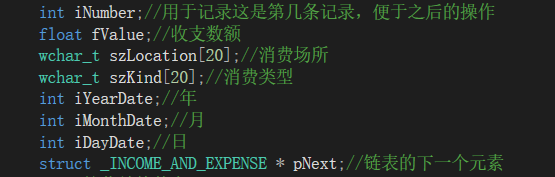 int iNumber;//用于记录这是第几条记录，便于之后的操作
float fValue;//收支数额
wchar_t szLocation[20];//消费场所
wchar_t szKind[20];//消费类型
int iYearDate;//年
int iMonthDate;//月
int iDayDate;//日
struct _INCOME_AND_EXPENSE * pNext;//链表的下一个元素